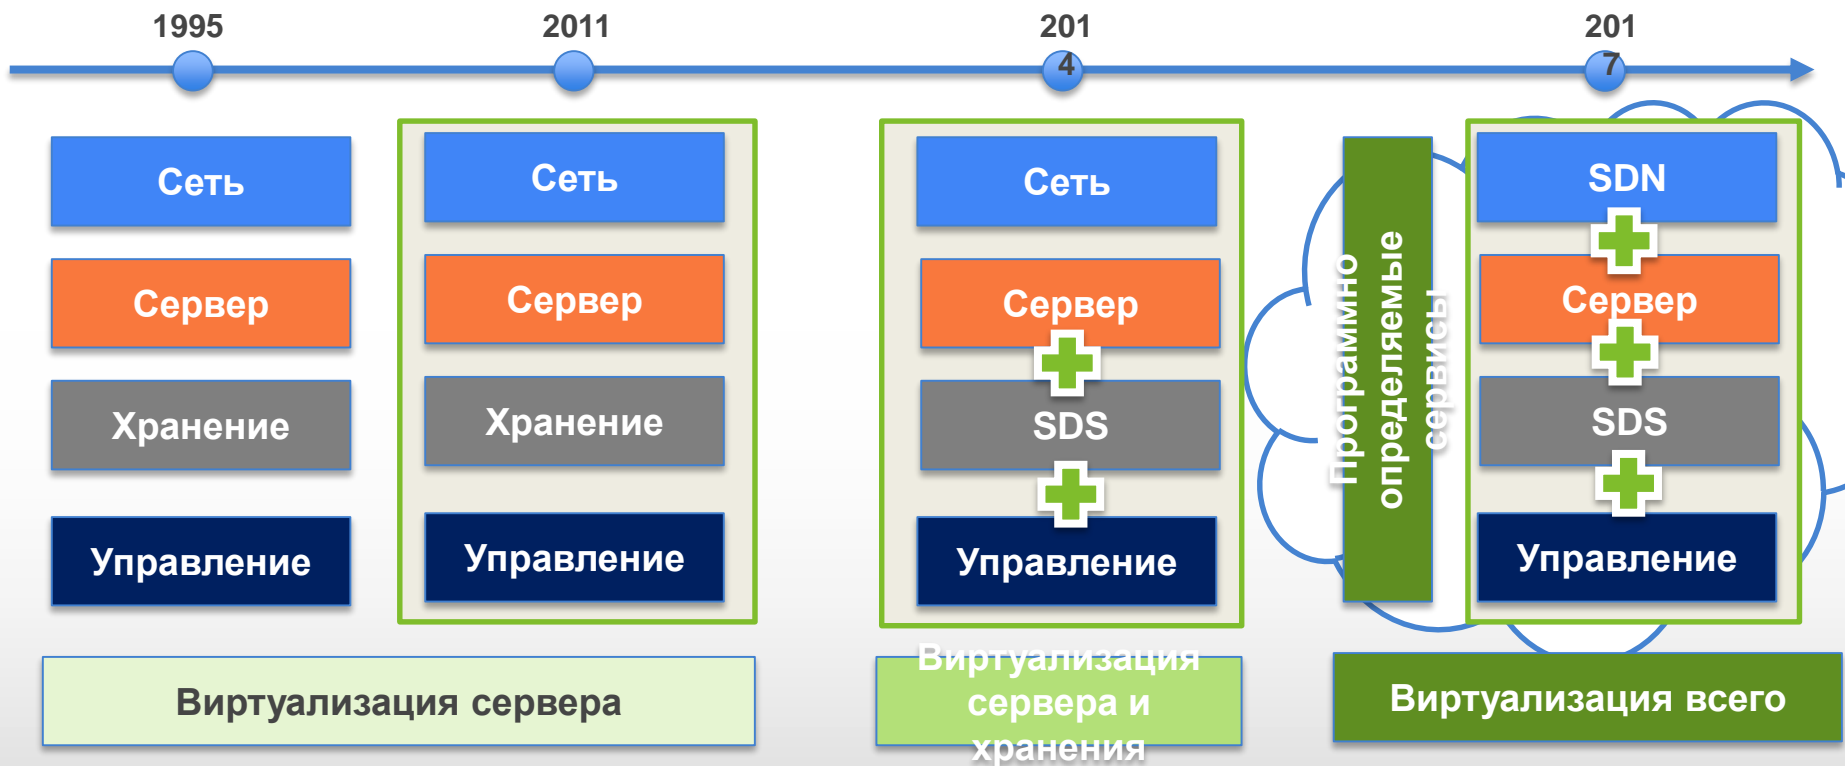 1995
2011
201
4
201
7
Сеть
Сервер
Хранение
Управление
Сеть
Сервер
Хранение
Управление
Сеть
Сервер
SDS
Управление
Программно
определяемые
сервисы
SDN
Сервер
SDS
Управление
Виртуализация сервера
Виртуализация
сервера и
хранения
Виртуализация всего